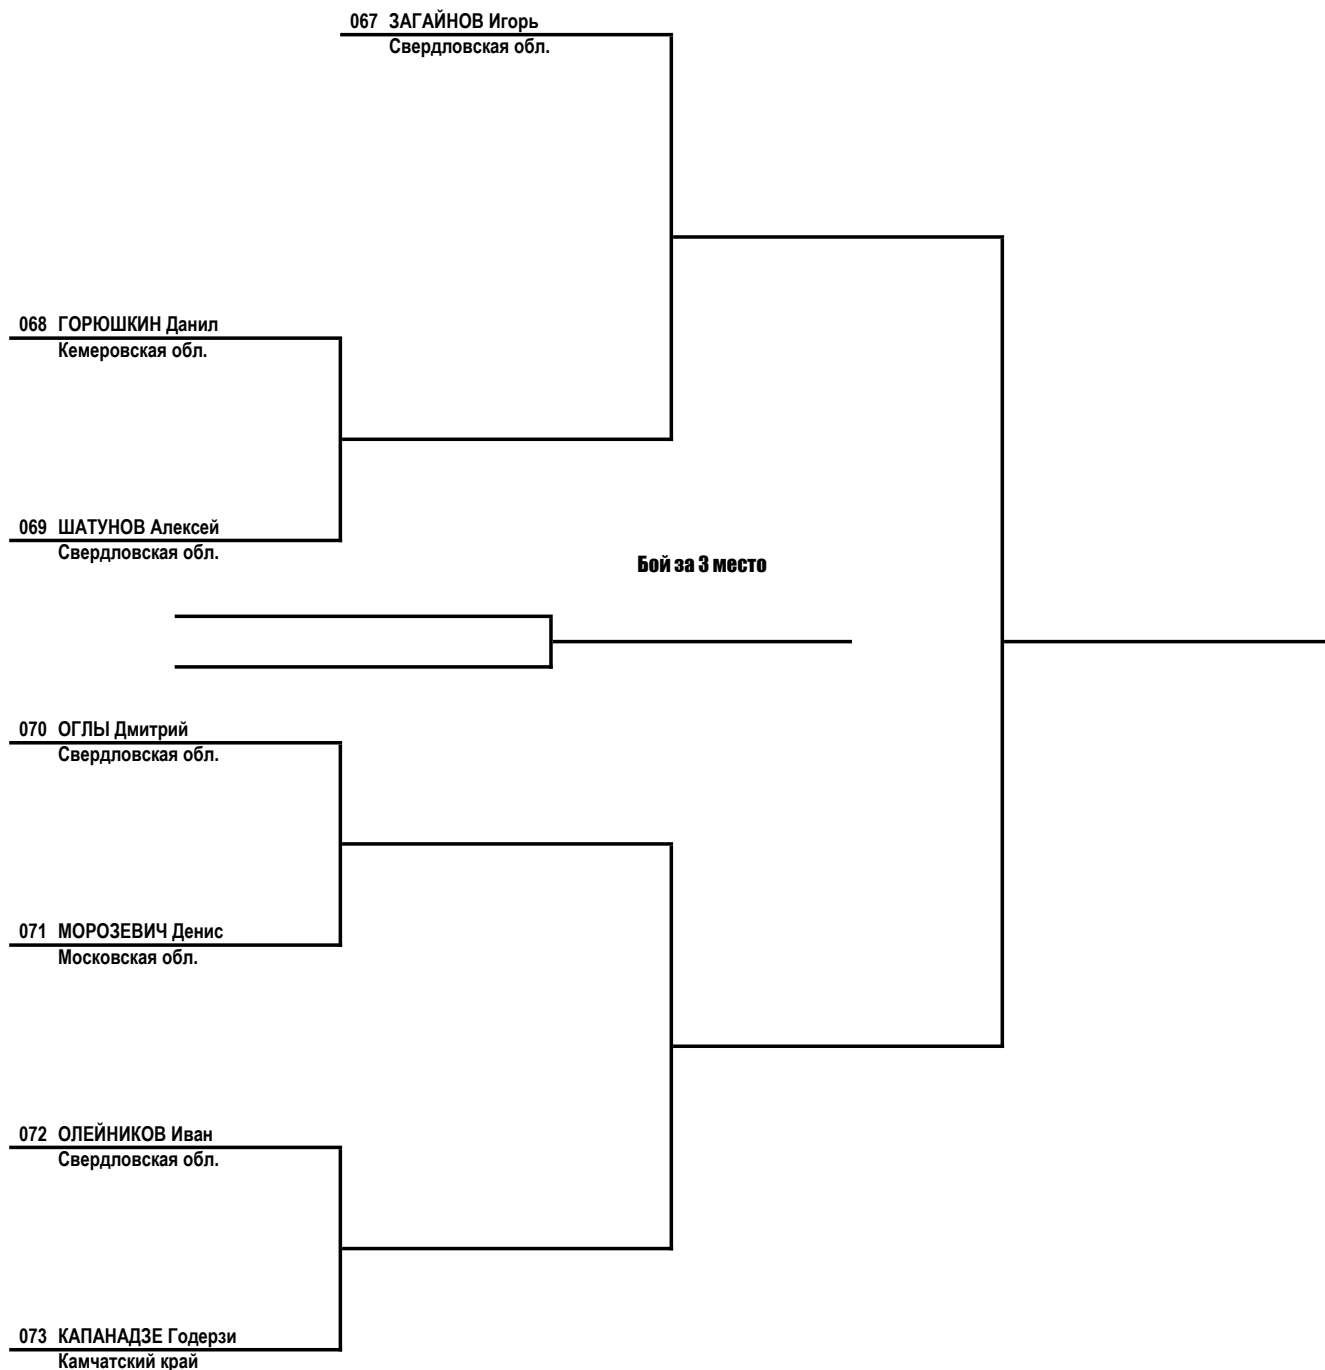 067 ЗАГАЙНОВ Игорь
Свердловская обл.
068 ГОРЮШКИН Данил
Кемеровская обл.
069 ШАТУНОВ Алексей
Свердловская обл.
Бой за 3 место
070 ОГЛЫ Дмитрий
Свердловская обл.
071 МОРОЗЕВИЧ Денис
Московская обл.
072 ОЛЕЙНИКОВ Иван
Свердловская обл.
073 КАПАНАДЗЕ Годерзи
Камчатский край